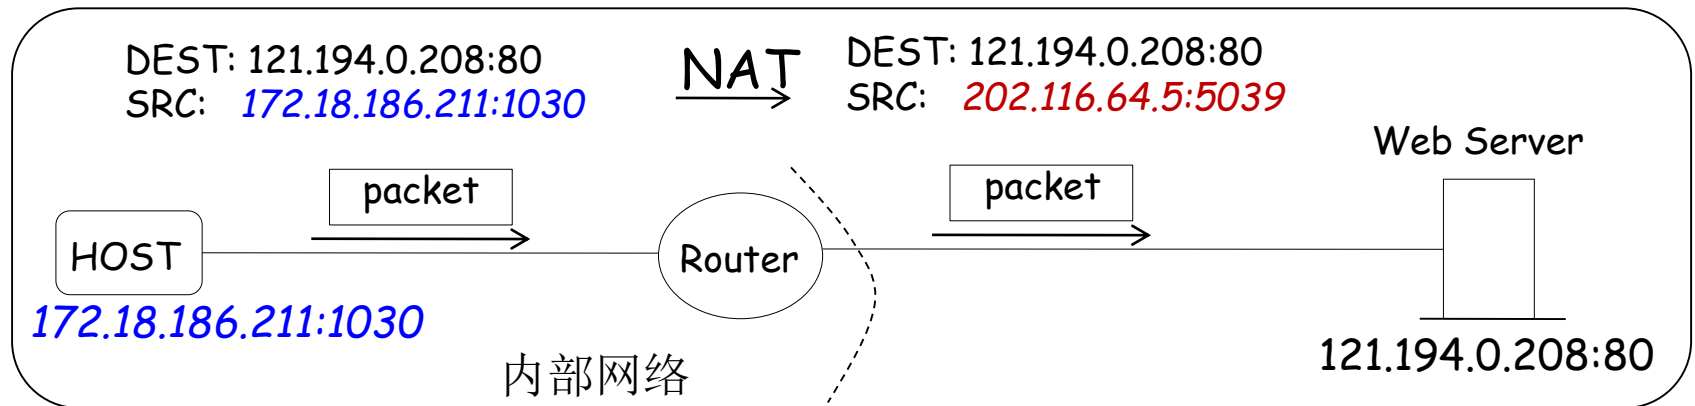 DEST: 121.194.0.208:80
SRC: 172.18.186.211:1030
NAT
DEST: 121.194.0.208:80
SRC: 202.116.64.5:5039
Web Server
packet
packet
HOST
Router
172.18.186.211:1030
内部网络
121.194.0.208:80